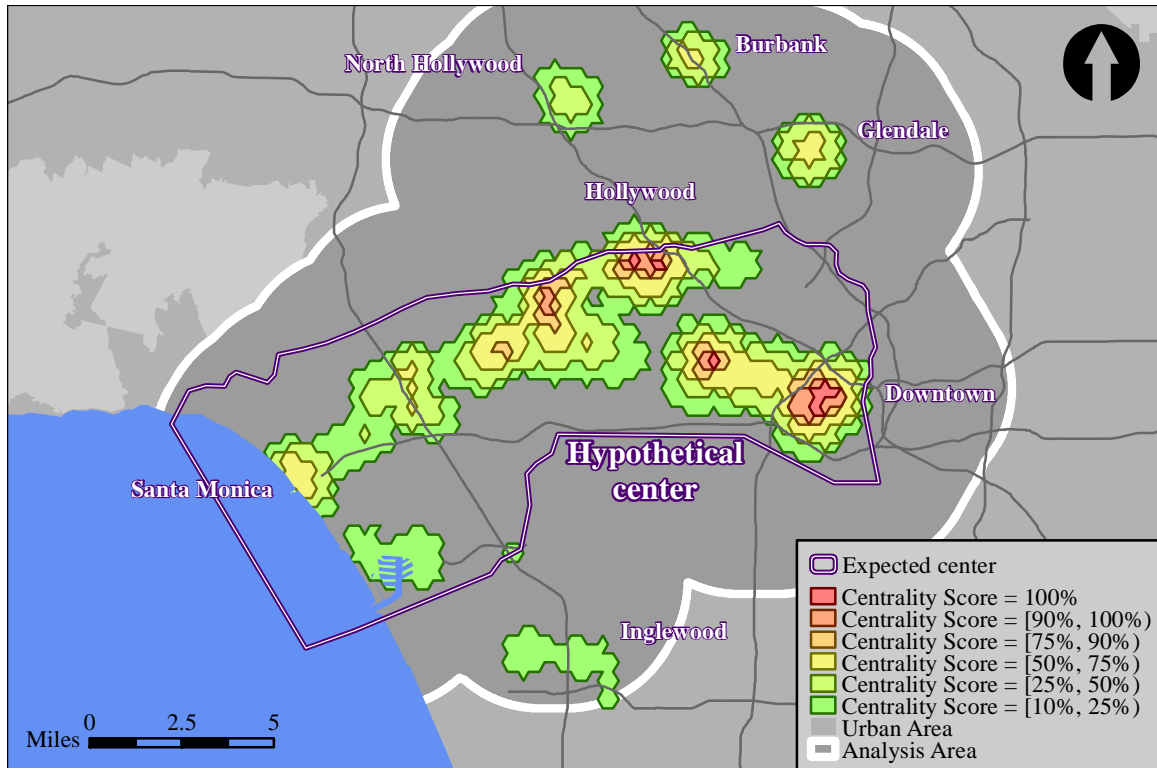 Burbank
North Hollywood
Glendale
Hollywood
Downtown
Hypothetical
center
Santa Monica
Inglewood
Expected center
Centrality Score = 100%
Centrality Score = [90%, 100%)
Centrality Score = [75%, 90%)
Centrality Score = [50%, 75%)
Centrality Score = [25%, 50%)
Centrality Score = [10%, 25%)
Urban Area
Analysis Area
0 2.5 5
Miles